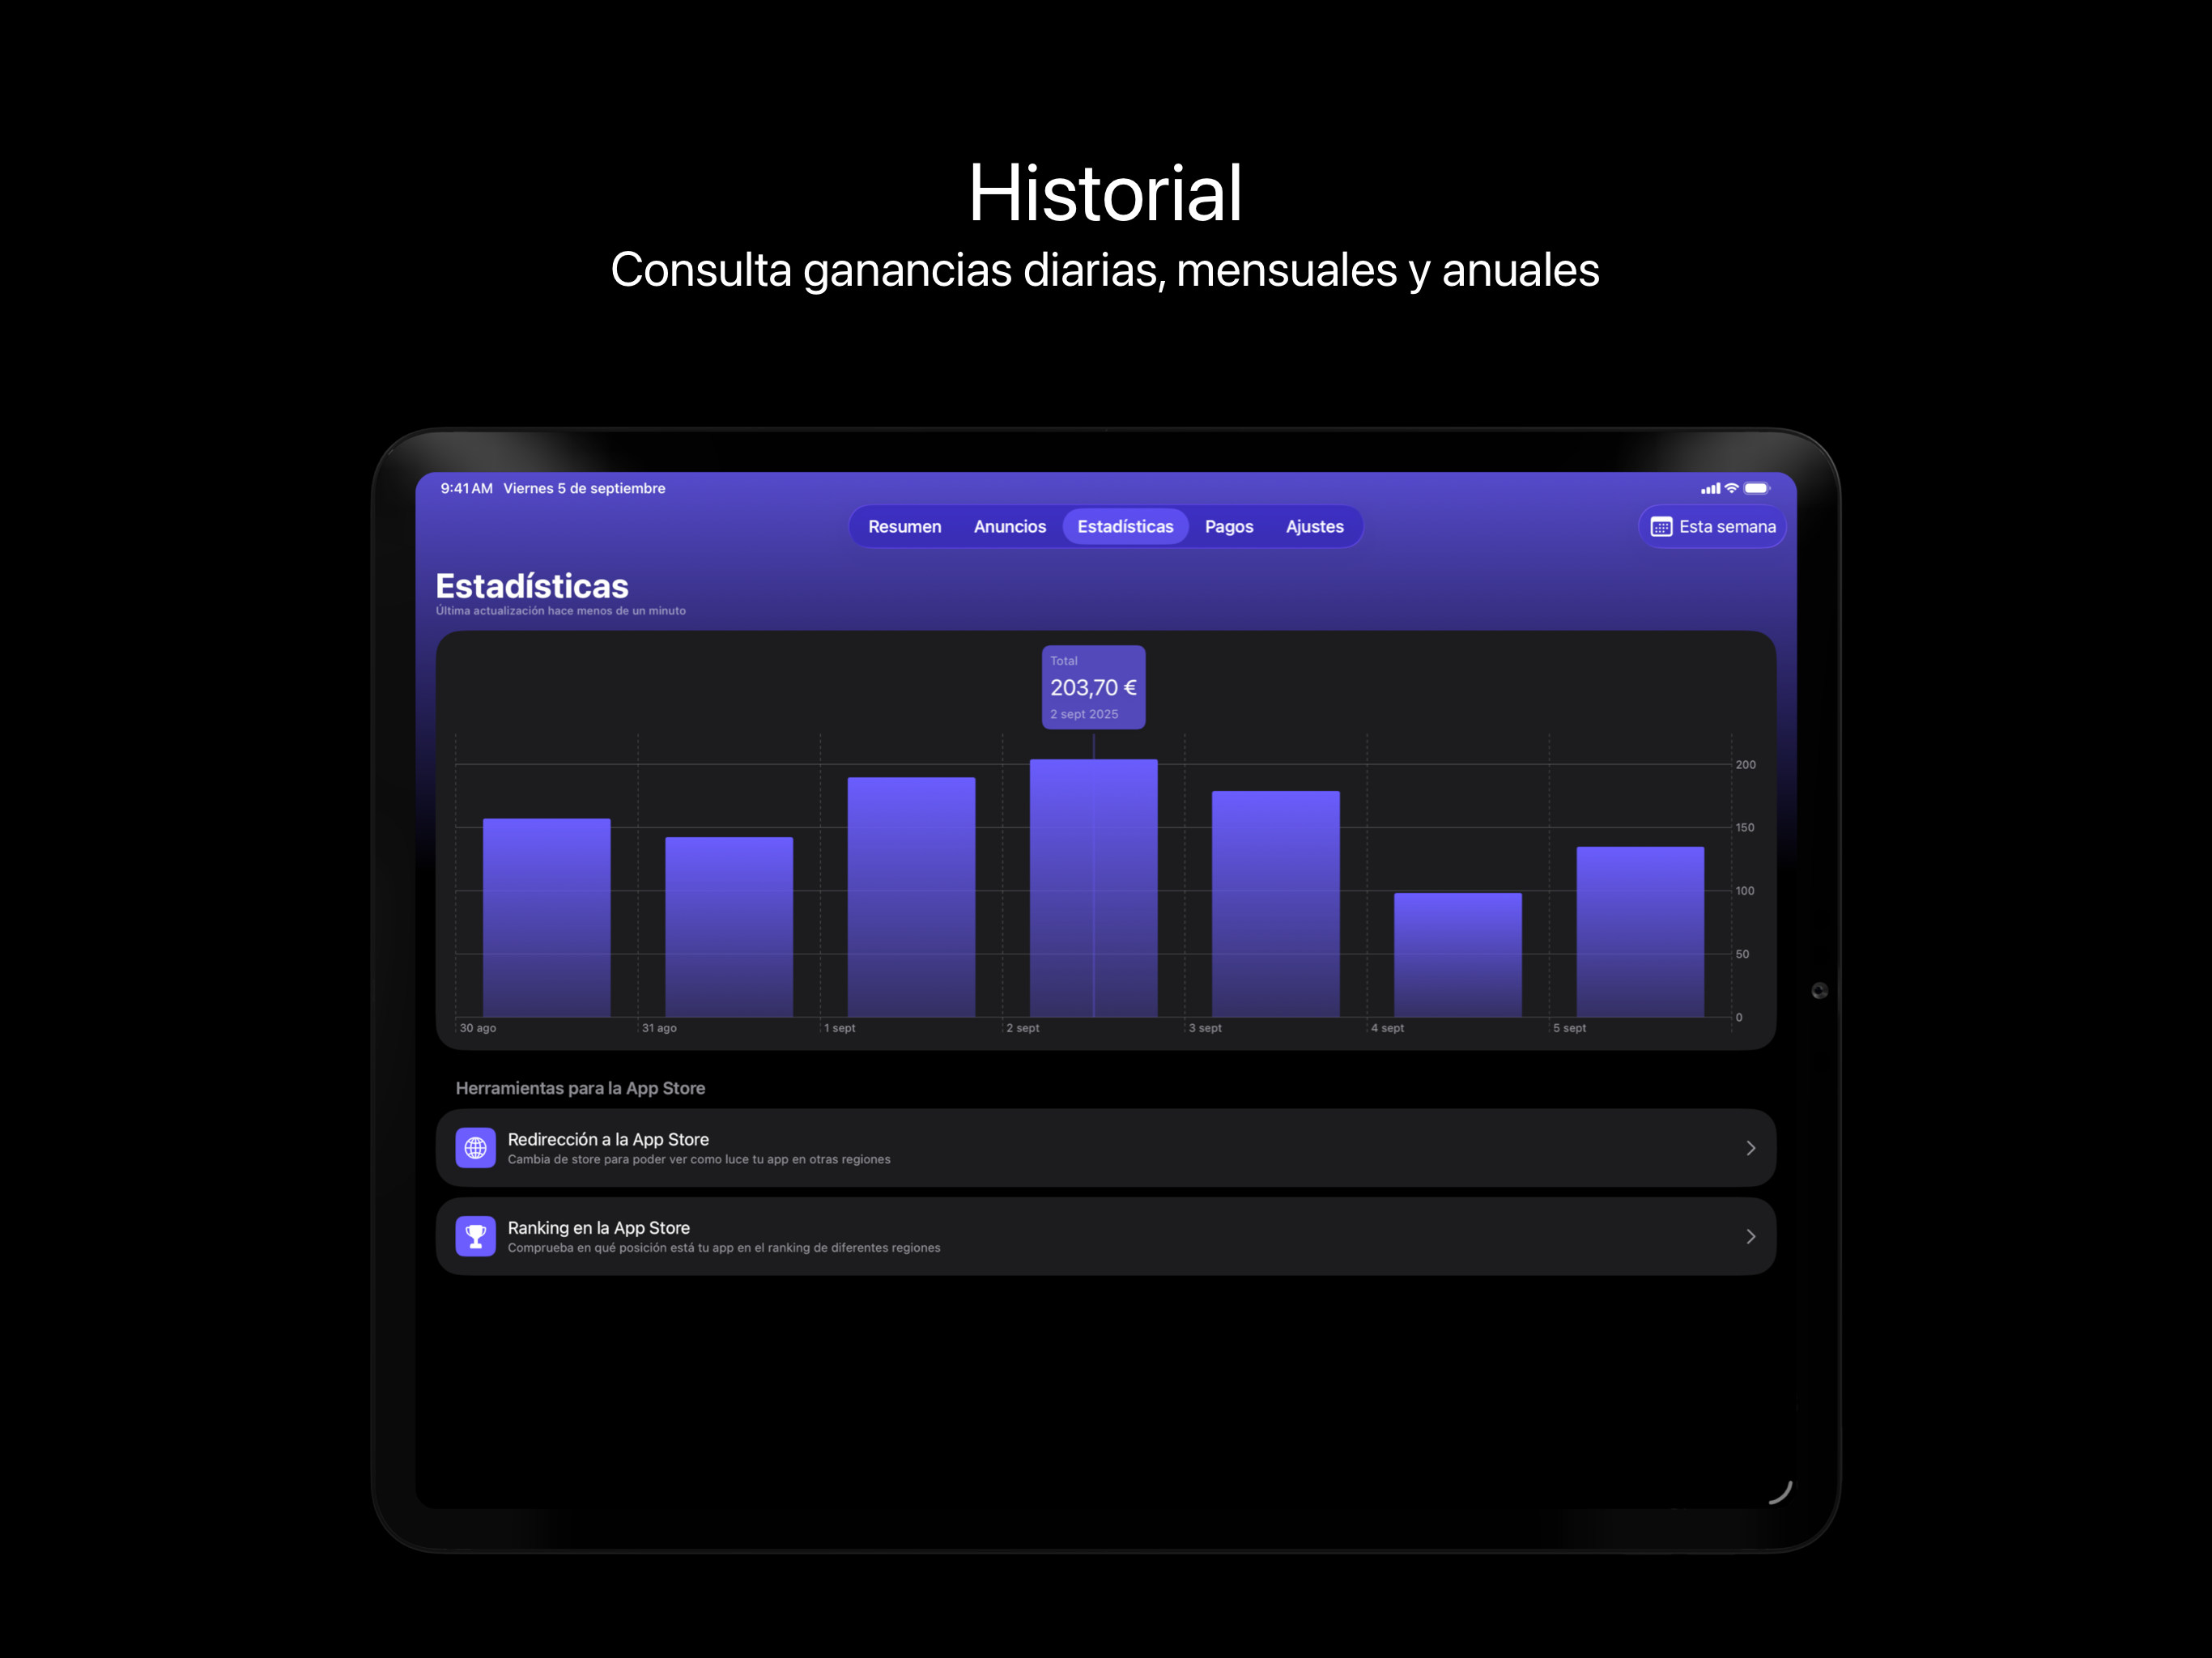 Historial
Consulta ganancias diarias, mensuales y anuales
9:41 AM Viernes 5 de septiembre
Resumen Anuncios Estadísticas Pagos Ajustes
Esta semana
Estadísticas
Última actualización hace menos de un minuto
Total
203,70 €
2 sept 2025
200
150
100
50
0
30 ago 31 ago 1 sept 2 sept 3 sept 4 sept 5 sept
Herramientas para la App Store
Redirección a la App Store
Cambia de store para poder ver como luce tu app en otras regiones
Ranking en la App Store
Comprueba en qué posición está tu app en el ranking de diferentes regiones